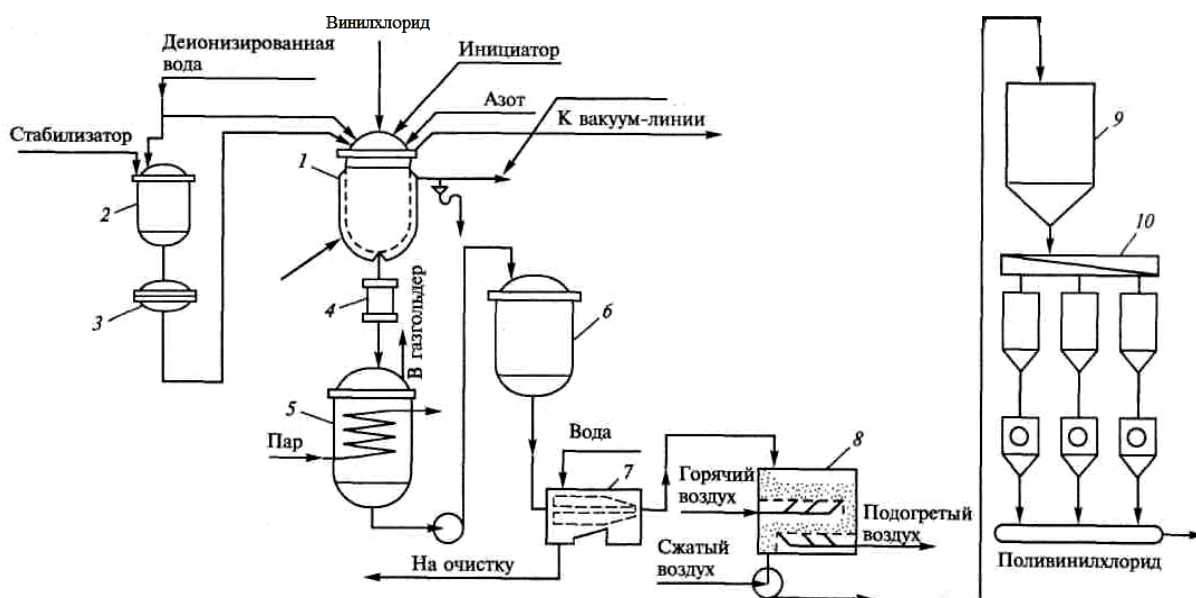 Винилхлорид
Деионизированная
вода
Инициатор
Азот
К вакуум-линии
Стабилизатор
1
2
3
4
В газгольдер
5
Пар
6
Вода
7
На очистку
8
Горячий
воздух
Подогретый
воздух
Сжатый
воздух
9
10
Поливинилхлорид